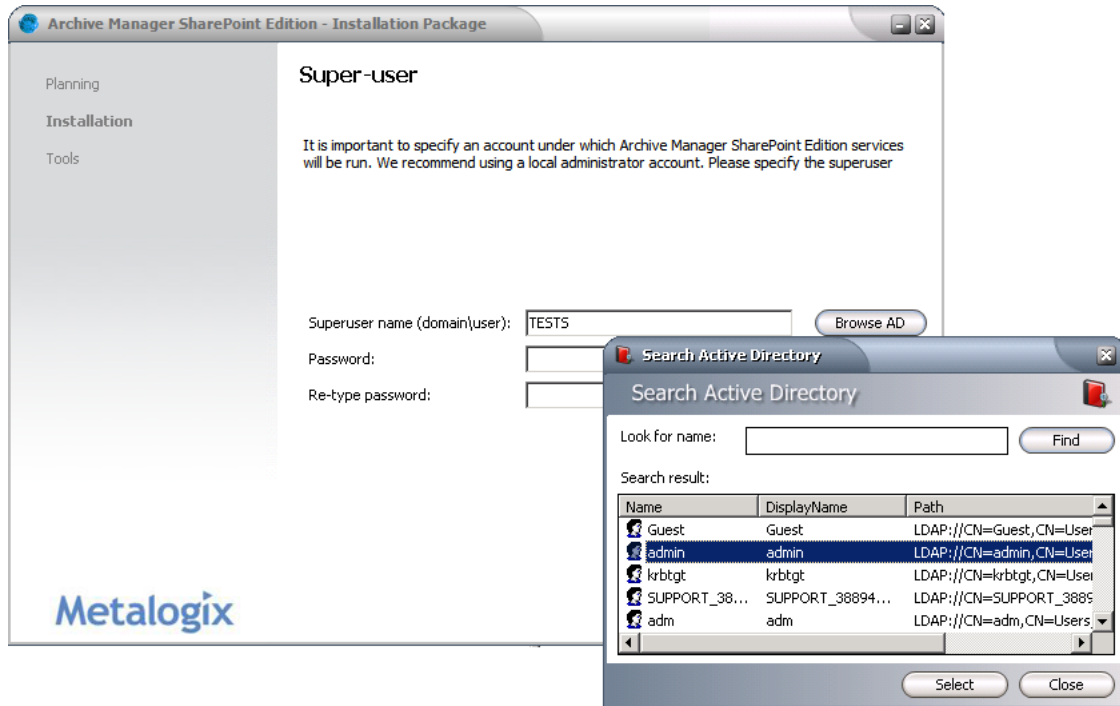 Archive Manager SharePoint Edition - Installation Package
Planning
Installation
Tools
Super-user
It is important to specify an account under which Archive Manager SharePoint Edition services
will be run. We recommend using a local administrator account. Please specify the superuser
Superuser name (domain\user): TESTS Browse AD
Password:
Re-type password:
Metalogix
Search Active Directory
Search Active Directory
Look for name: Find
Search result:
Name DisplayName Path
Guest Guest LDAP://CN=Guest,CN=User
admin admin LDAP://CN=admin,CN=User
krbtgt krbtgt LDAP://CN=krbtgt,CN=User
SUPPORT_38... SUPPORT_38894... LDAP://CN=SUPPORT_3889
adm adm LDAP://CN=adm,CN=Users,
Select Close